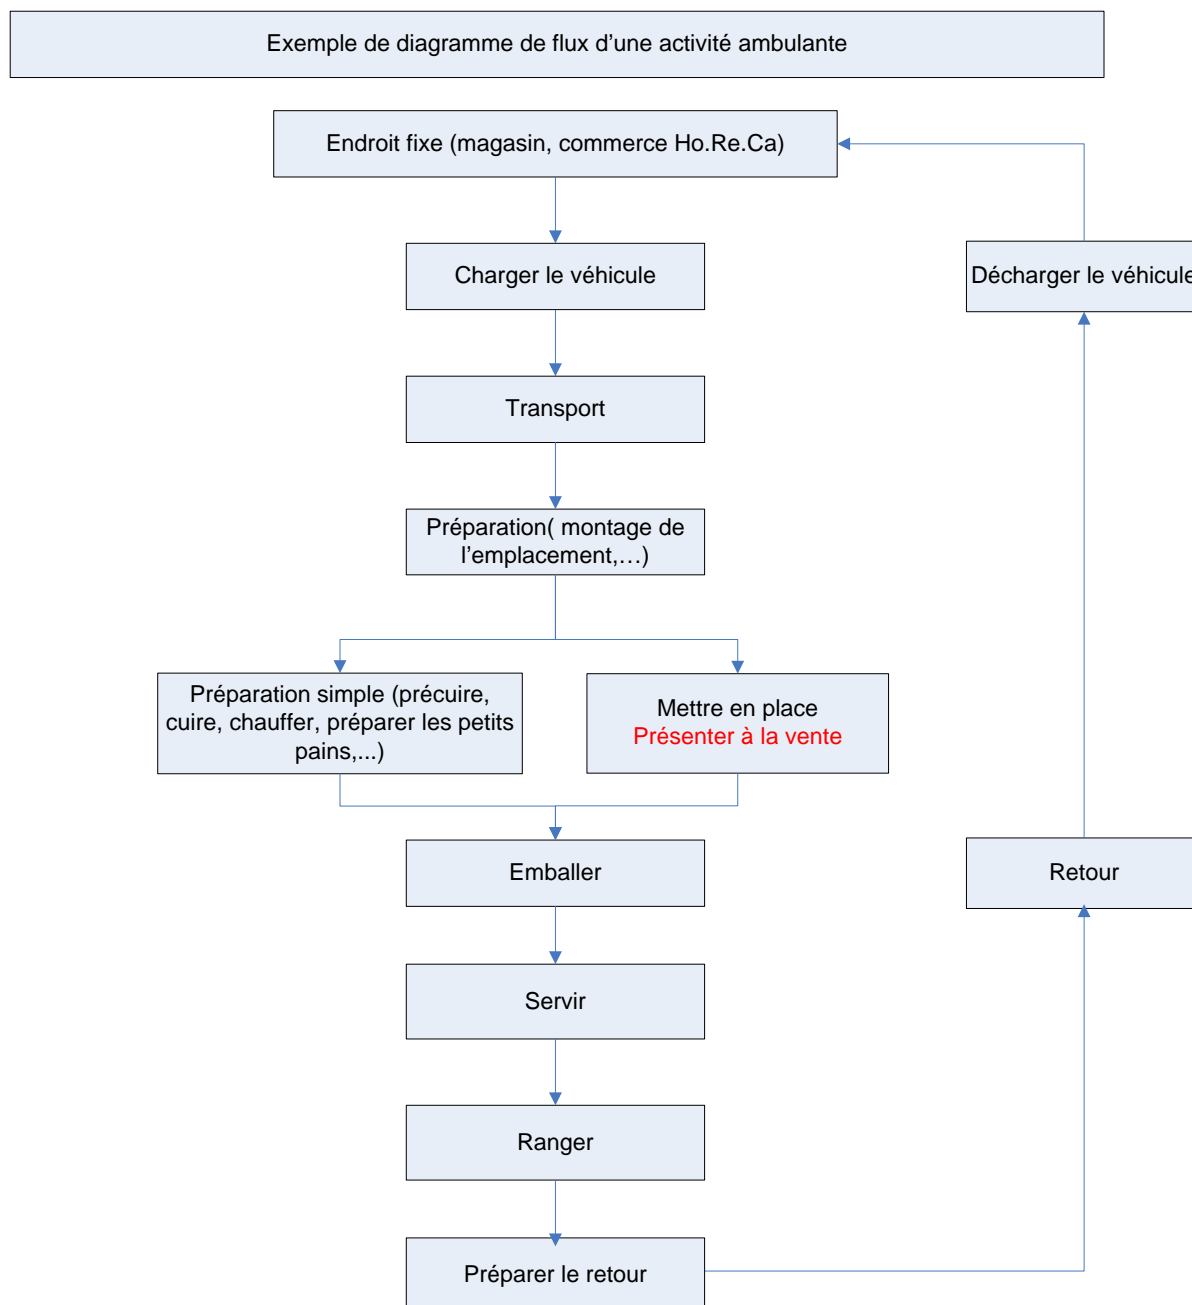 Exemple de diagramme de flux d’une activité ambulante
Endroit fixe (magasin, commerce Ho.Re.Ca)
Charger le véhicule
Décharger le véhicule
Transport
Préparation( montage de
l’emplacement,…)
Préparation simple (précuire,
cuire, chauffer, préparer les petits
pains,...)
Mettre en place
Présenter à la vente
Emballer
Retour
Servir
Ranger
Préparer le retour